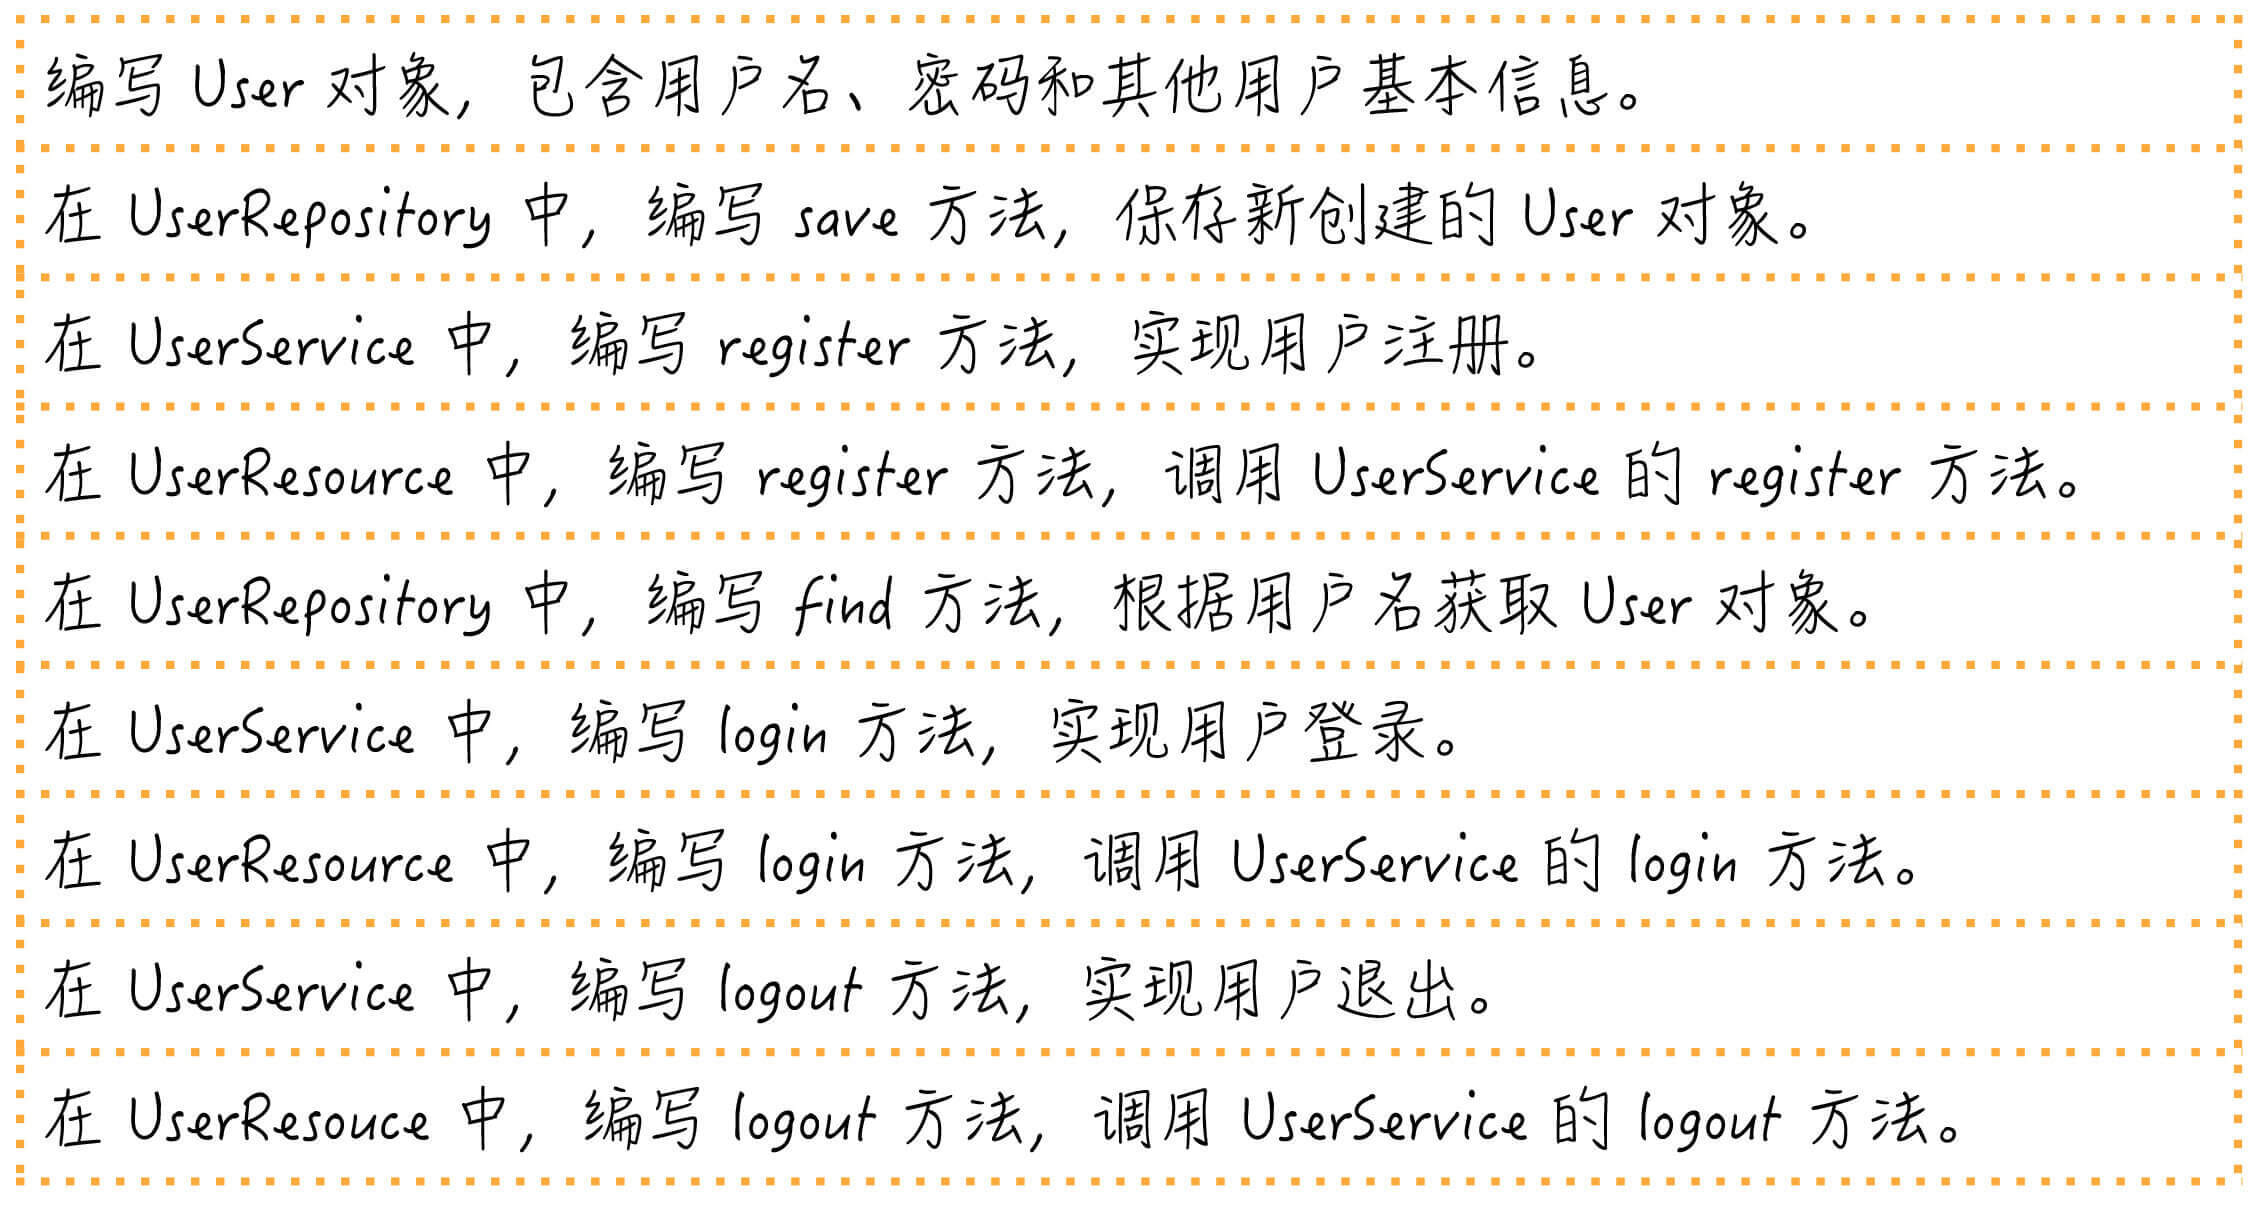 编写 User 对象，包含用户名、密码和其他用户基本信息。
在 UserRepository 中，编写 save 方法，保存新创建的 User 对象。
在 UserService 中，编写 register 方法，实现用户注册。
在 UserResource 中，编写 register 方法，调用 UserService 的 register 方法。
在 UserRepository 中，编写 find 方法，根据用户名获取 User 对象。
在 UserService 中，编写 login 方法，实现用户登录。
在 UserResource 中，编写 login 方法，调用 UserService 的 login 方法。
在 UserService 中，编写 logout 方法，实现用户退出。
在 UserResouce 中，编写 logout 方法，调用 UserService 的 logout 方法。